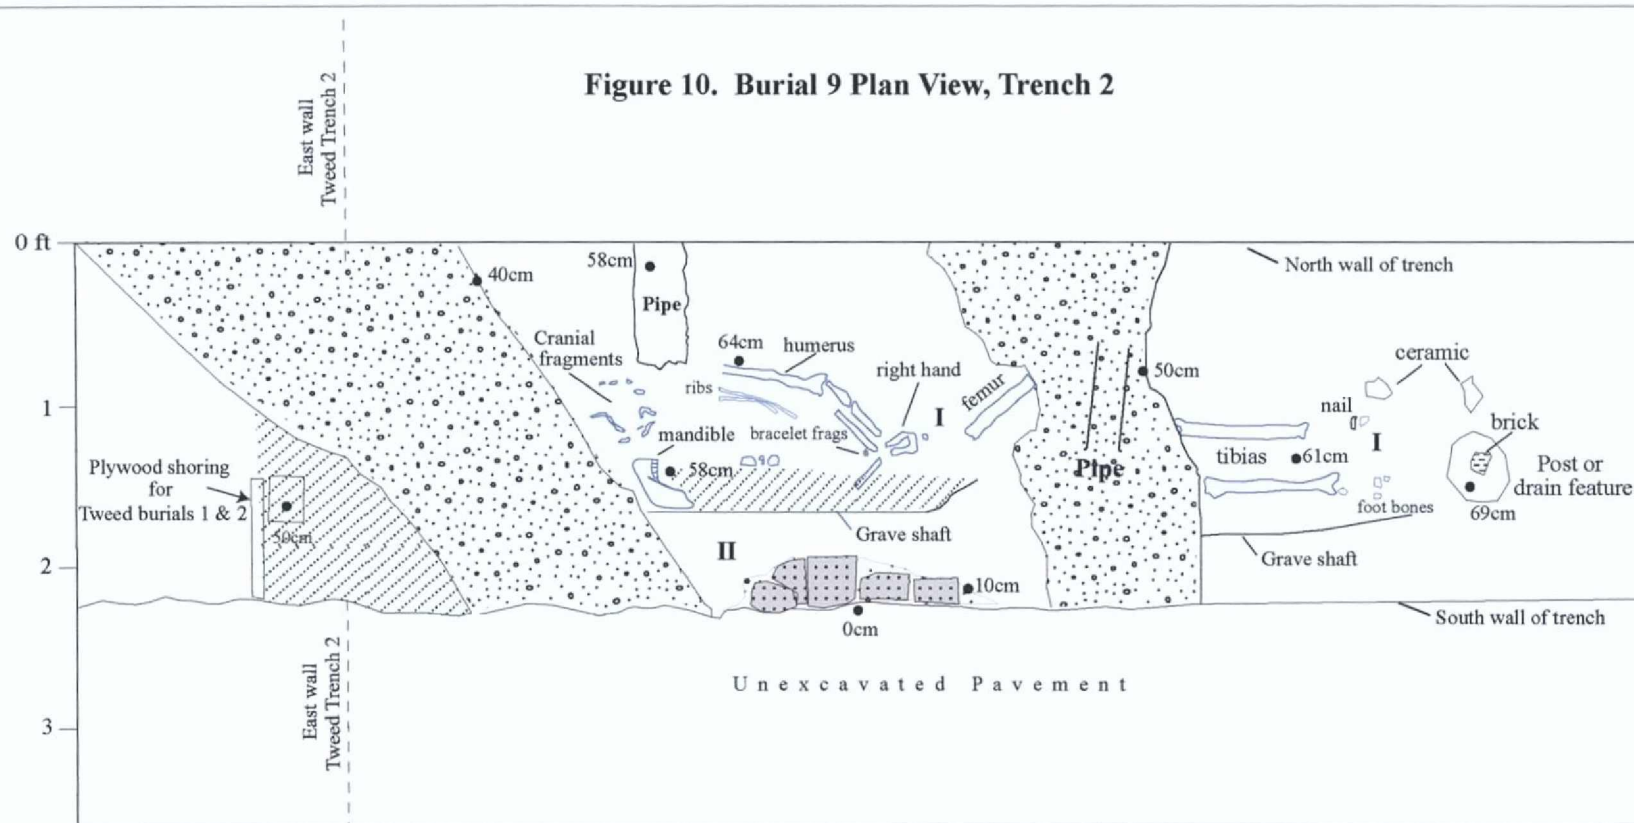 Figure 10. Burial 9 Plan View, Trench 2
East wall
Tweed Trench 2
0 ft
58cm
40cm
Pipe
North wall of trench
Cranial
fragments
64cm
humerus
right hand
ribs
femur
50cm
ceramic
1
nail
I
I
brick
mandible
bracelet frags
58cm
Pipe
tibias
61cm
Post or
drain feature
Plywood shoring
for
Tweed burials 1 & 2
50cm
foot bones
69cm
Grave shaft
Grave shaft
II
2
10cm
0cm
South wall of trench
East wall
Tweed Trench 2
Unexcavated Pavement
3